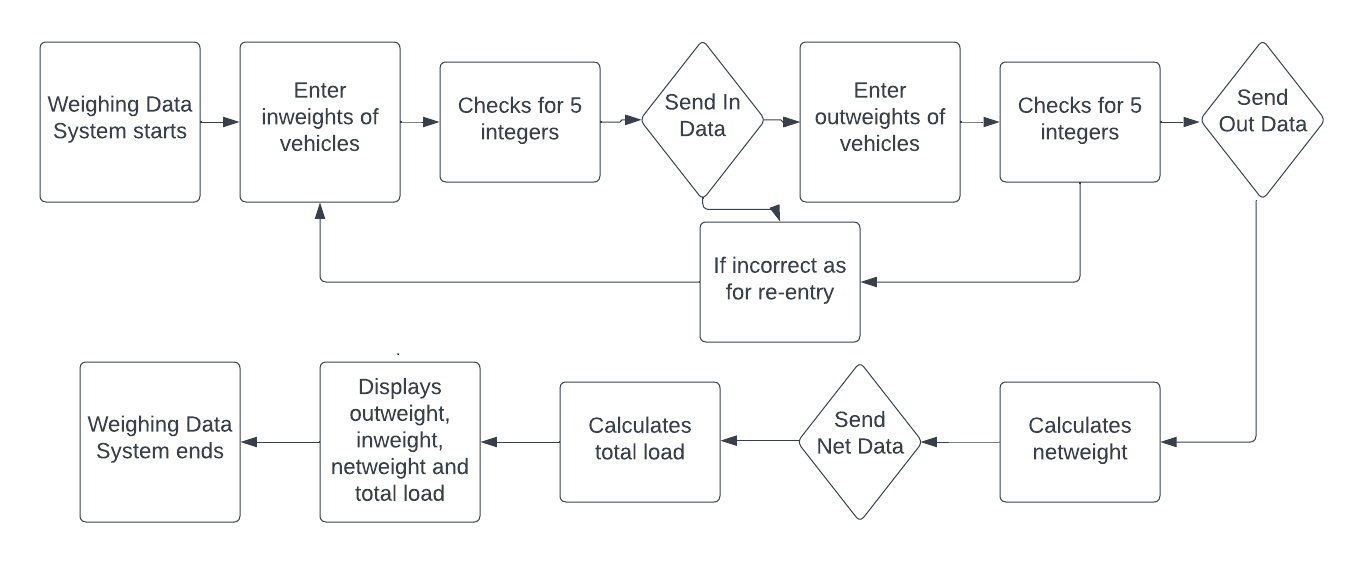 Weighing Data
System starts
Enter
inweights of
vehicles
Checks for 5
integers
Send In
Data
Enter
outweights of
vehicles
Checks for 5
integers
Send
Out Data
If incorrect as
for re-entry
Weighing Data
System ends
Displays
outweight,
inweight,
netweight and
total load
Calculates
total load
Send
Net Data
Calculates
netweight